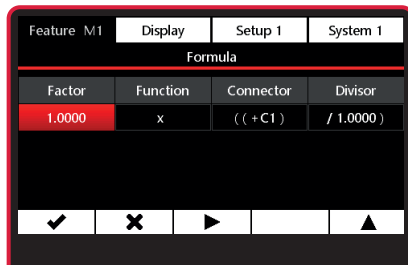 Feature M1 Display Setup 1 System 1
Formula
Factor Function Connector Divisor
1.0000 x ( ( +C1 ) / 1.0000 )